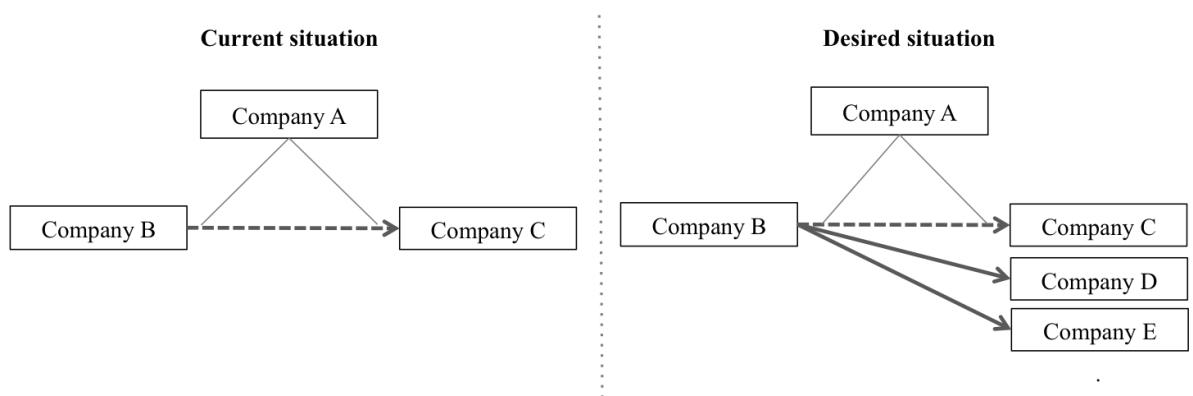 Current situation
Company A
Company B
Company C
Desired situation
Company A
Company B
Company C
Company D
Company E
.